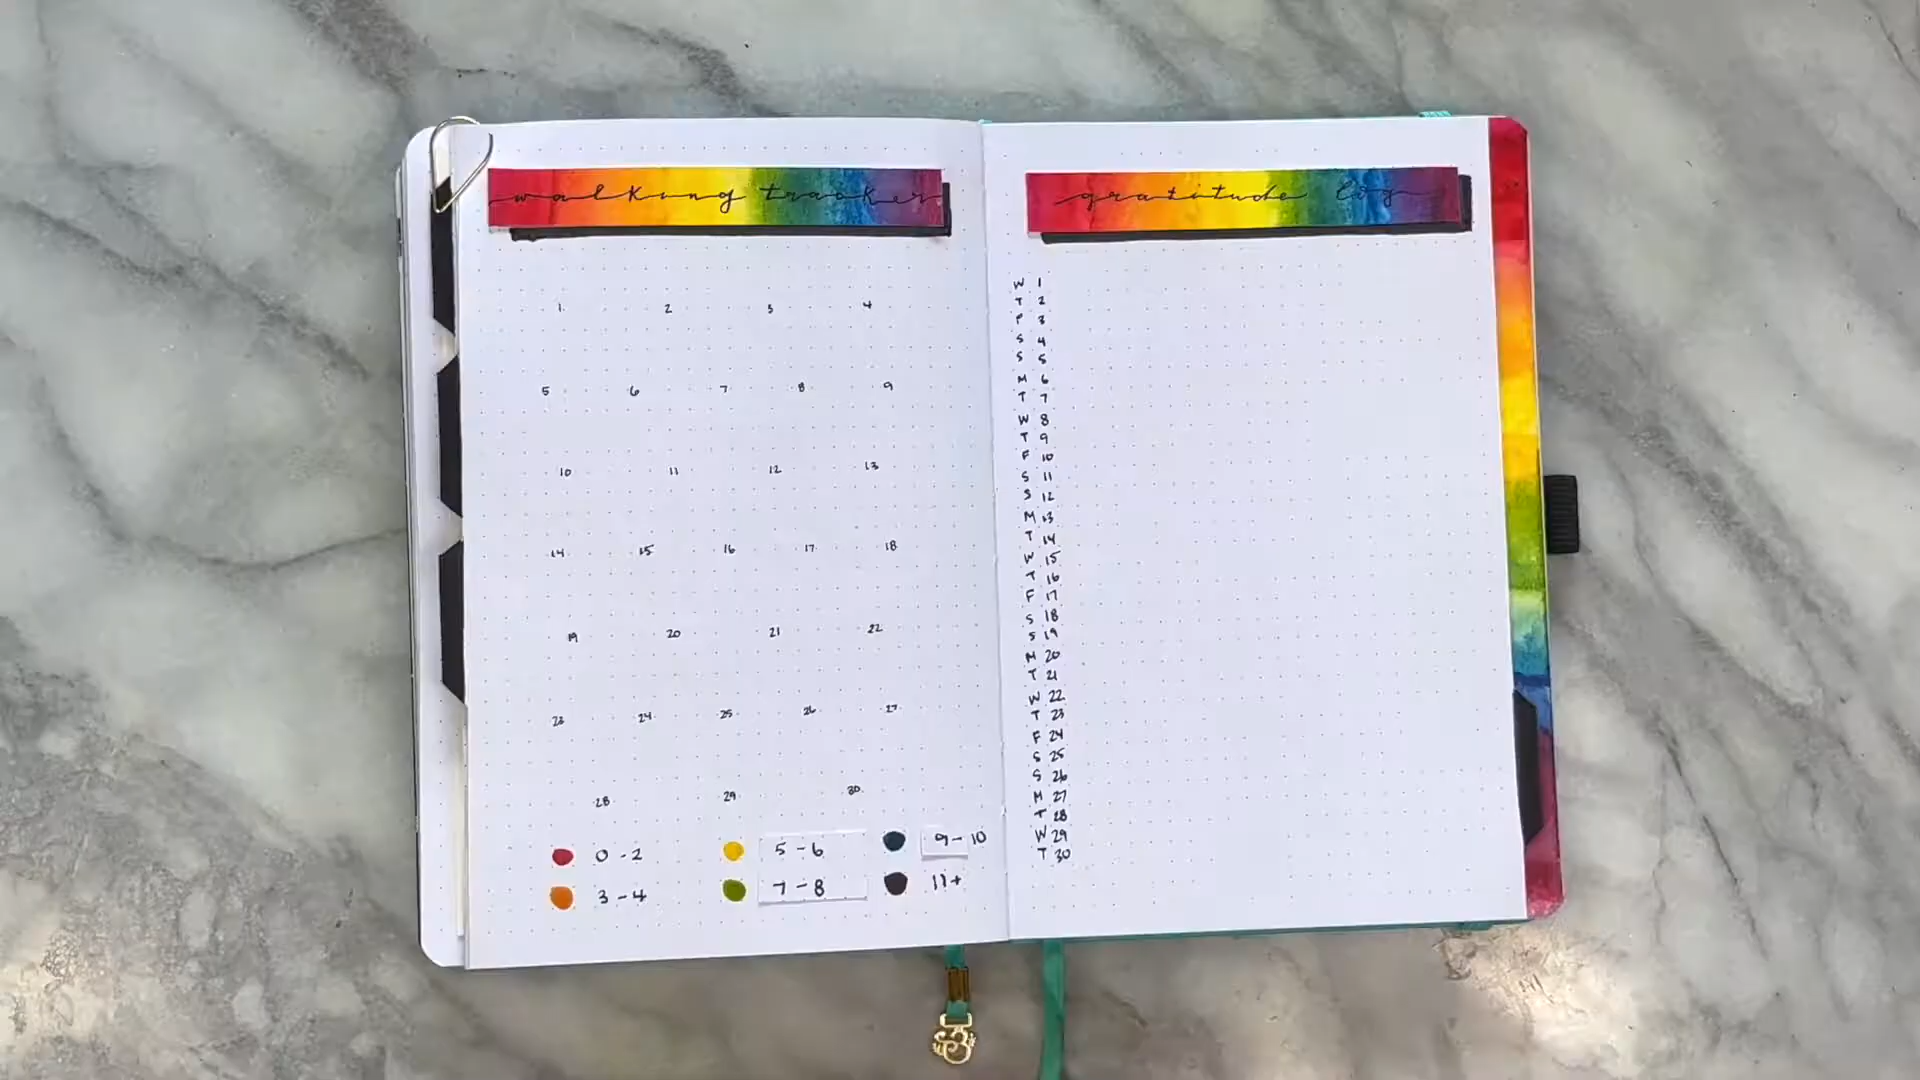 walking tracker
1 2 3 4
5 6 7 8 9
10 11 12 13
14 15 16 17 18
19 20 21 22
23 24 25 26 27
28 29 30
0-2 5-6 9-10
3-4 7-8 11+
gratitude log
W 1
T 2
F 3
S 4
S 5
M 6
T 7
W 8
T 9
F 10
S 11
S 12
M 13
T 14
W 15
T 16
F 17
S 18
S 19
M 20
T 21
W 22
T 23
F 24
S 25
S 26
M 27
T 28
W 29
T 30